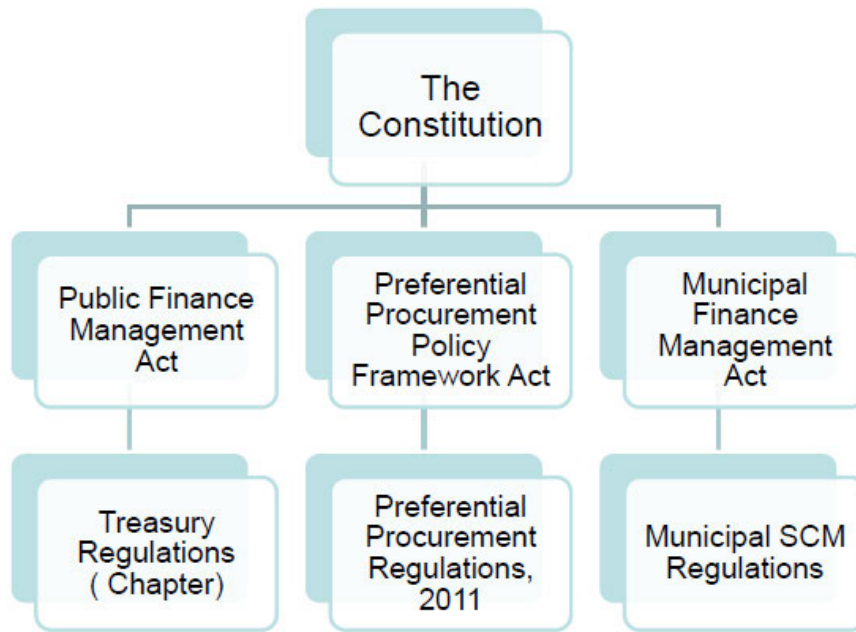 The
Constitution
Public Finance
Management
Act
Preferential
Procurement
Policy
Framework Act
Municipal
Finance
Management
Act
Treasury
Regulations
( Chapter)
Preferential
Procurement
Regulations,
2011
Municipal SCM
Regulations